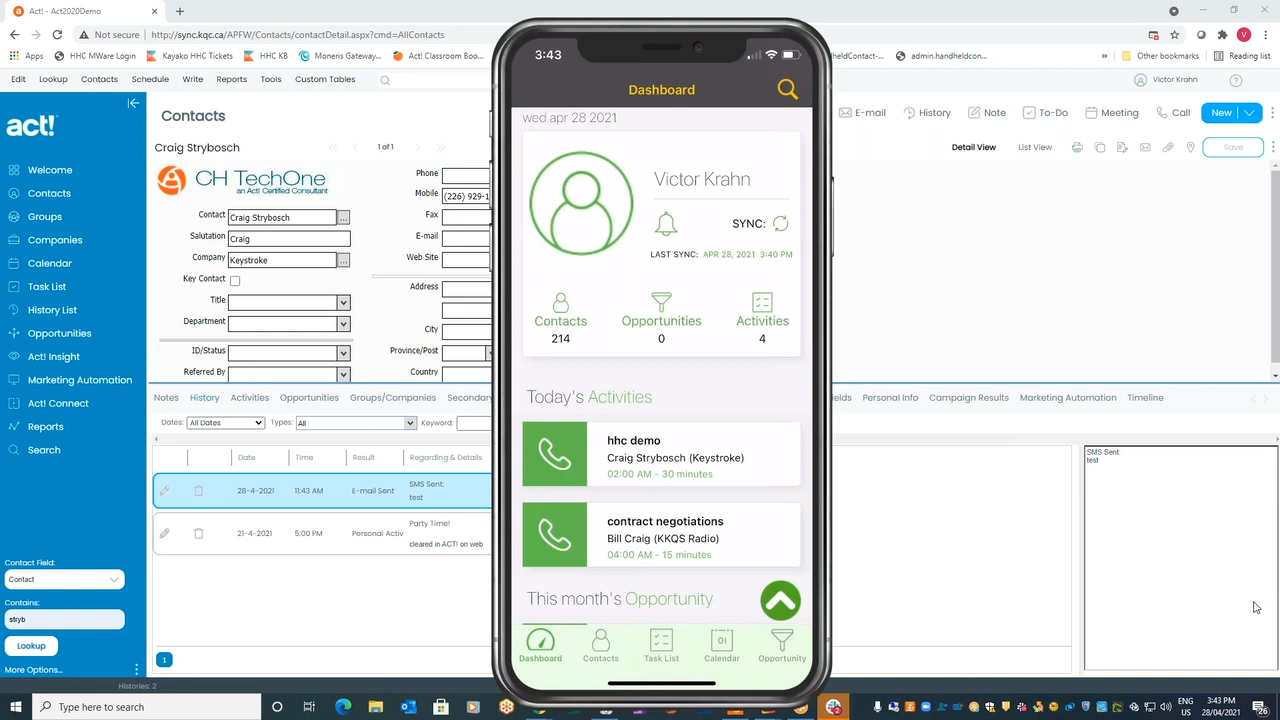 Act! - Act2020Demo
Not secure | http://sync.kqc.ca/APFW/Contacts/contactDetail.aspx?cmd=AllContacts
V
Apps
HHC MWare Login
Kayako HHC Tickets
HHC KB
Moneris Gateway
Act! Classroom Boo...
ldheldContact-...
admin.handheldcon...
Other bookmarks
Reading list
Edit
Lookup
Contacts
Schedule
Write
Reports
Tools
Custom Tables
Victor Krahn
act!
Contacts
E-mail
History
Note
To-Do
Meeting
Call
New
Craig Strybosch
1 of 1
Detail View
List View
Save
Welcome
Contacts
Groups
Companies
Calendar
Task List
History List
Opportunities
Act! Insight
Marketing Automation
Act! Connect
Reports
Search
Contact Field:
Contact
Contains:
stryb
Lookup
More Options...
CH TechOne
an Act! Certified Consultant
Contact
Craig Strybosch
Salutation
Craig
Company
Keystroke
Key Contact
Title
Department
ID/Status
Referred By
Phone
Mobile
(226) 929-1
Fax
E-mail
Web Site
Address
City
Province/Post
Country
Notes
History
Activities
Opportunities
Groups/Companies
Secondary
ields
Personal Info
Campaign Results
Marketing Automation
Timeline
Dates:
All Dates
Types:
All
Keyword:
Date
Time
Result
Regarding & Details
28-4-2021
11:43 AM
E-mail Sent
SMS Sent:
test
21-4-2021
5:00 PM
Personal Activ
Party Time!
cleared in ACT! on web.
1
Histories: 2
SMS Sent:
test
3:43
Dashboard
wed apr 28 2021
Victor Krahn
SYNC:
LAST SYNC: APR 28, 2021 3:40 PM
Contacts
214
Opportunities
0
Activities
4
Today's Activities
hhc demo
Craig Strybosch (Keystroke)
02:00 AM - 30 minutes
contract negotiations
Bill Craig (KKQS Radio)
04:00 AM - 15 minutes
This month's Opportunity
Dashboard
Contacts
Task List
Calendar
Opportunity
Type here to search
ENG
US
3:43 PM
28/04/2021